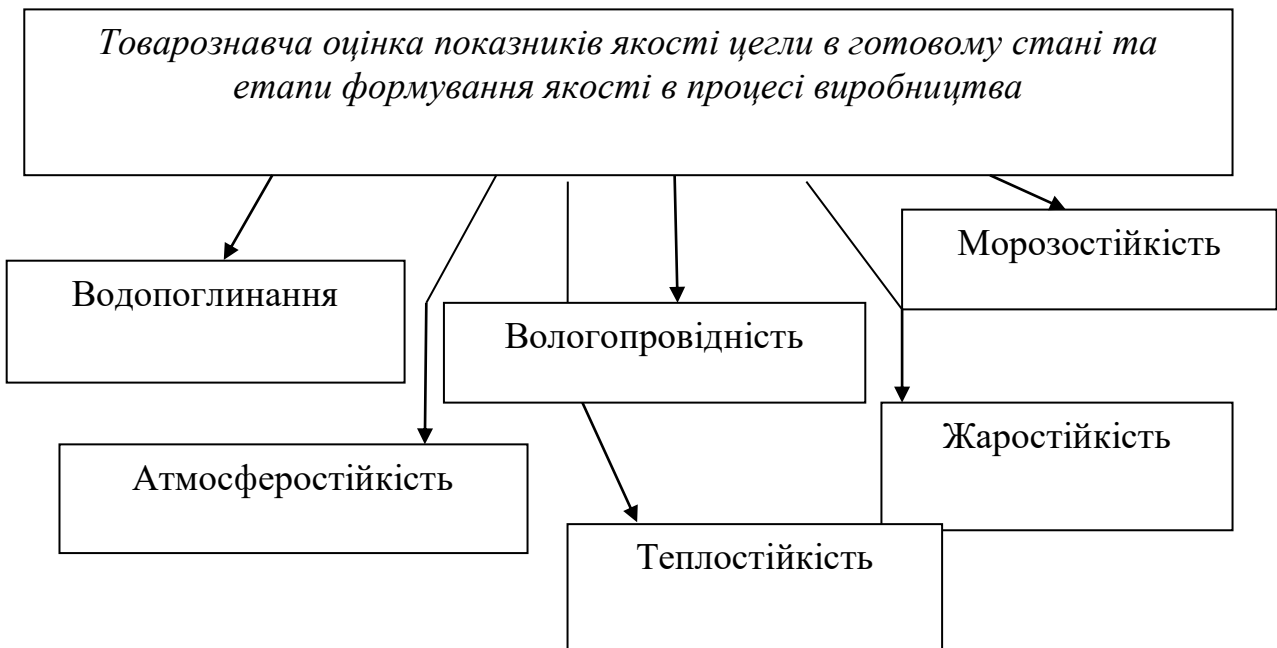 Товарознавча оцінка показників якості цегли в готовому стані та
етапи формування якості в процесі виробництва
Морозостійкість
Водопоглинання
Вологопровідність
Жаростійкість
Атмосферостійкість
Теплостійкість